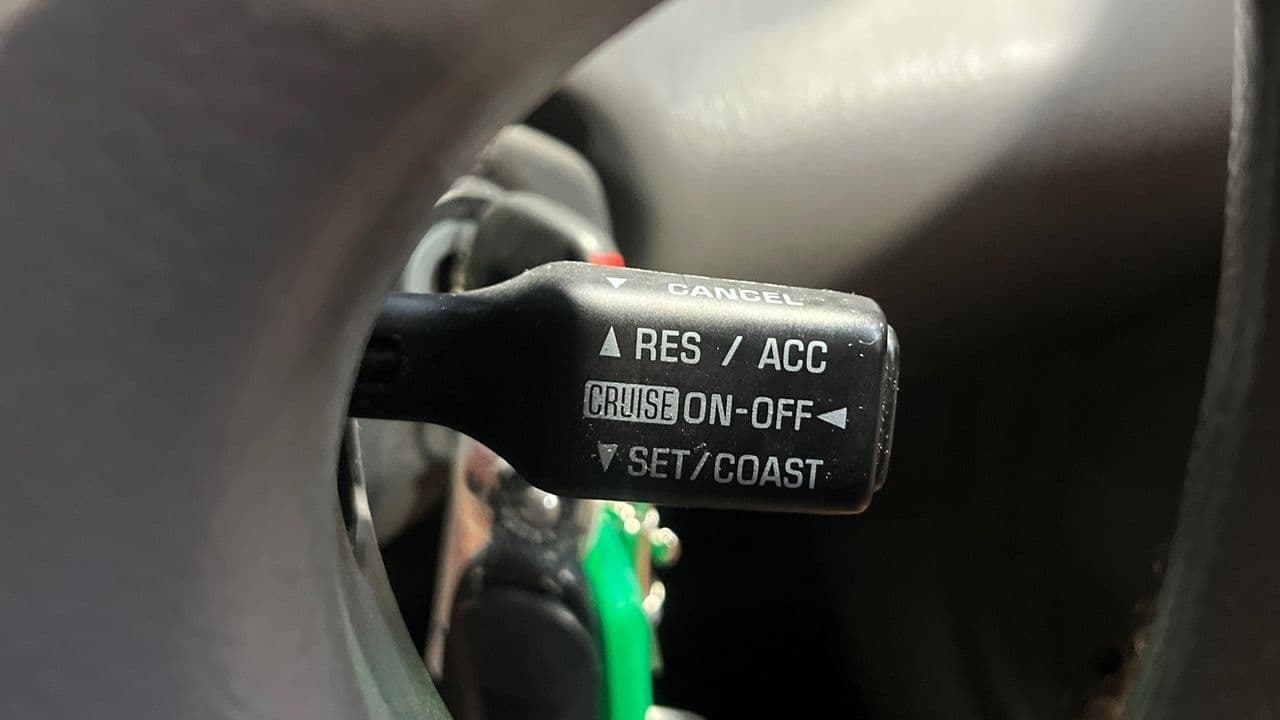 ▼ CANCEL
▲ RES / ACC
CRUISE ON-OFF ◀
▼ SET/COAST